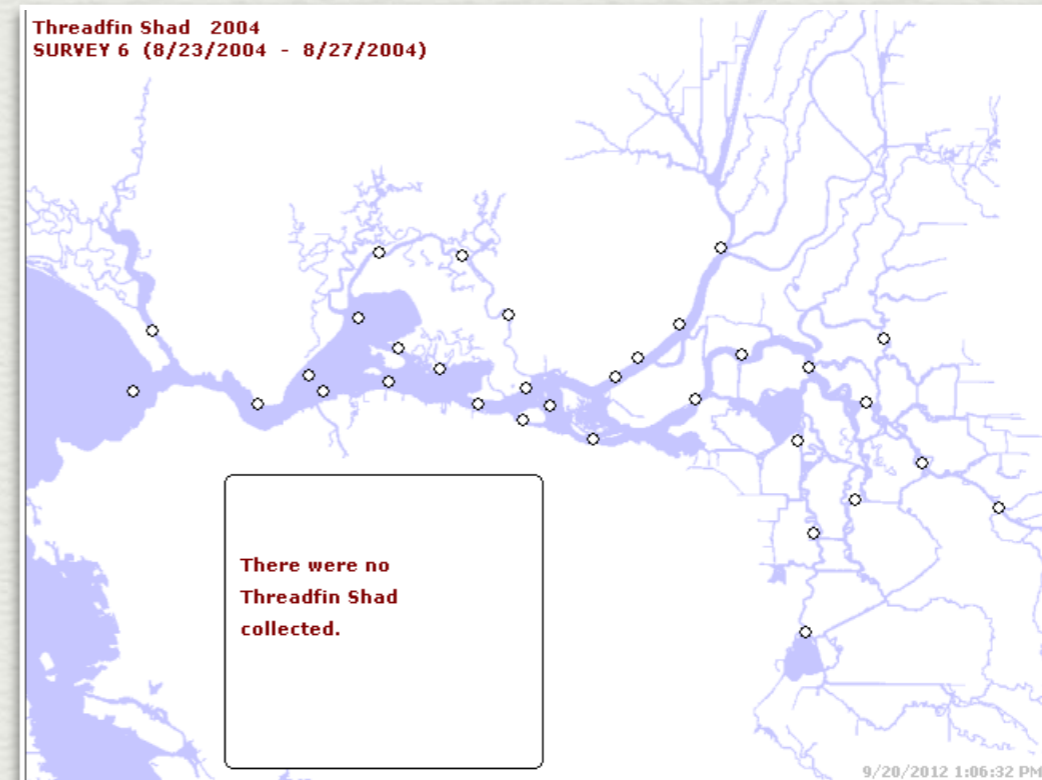 Threadfin Shad 2004
SURVEY 6 (8/23/2004 - 8/27/2004)
There were no
Threadfin Shad
collected.
9/20/2012 1:06:32 PM